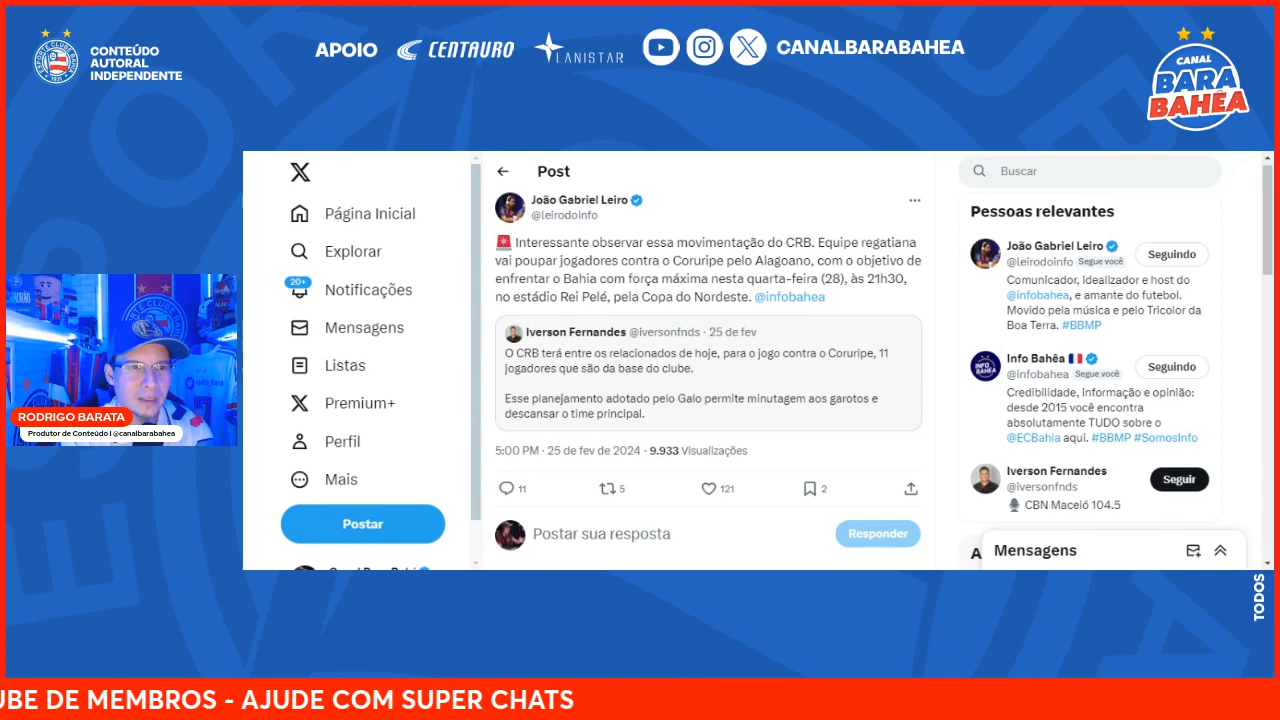 ESPORTE CLUBE BAHIA
1931
CONTEÚDO
AUTORAL
INDEPENDENTE
APOIO
CENTAURO
LANISTAR
CANALBARABAHEA
CANAL
BARA
BAHÊA
Página Inicial
Explorar
20+
Notificações
Mensagens
Listas
Premium+
Perfil
Mais
Postar
Post
João Gabriel Leiro
@leirodoinfo
🚨 Interessante observar essa movimentação do CRB. Equipe regatiana
vai poupar jogadores contra o Coruripe pelo Alagoano, com o objetivo de
enfrentar o Bahia com força máxima nesta quarta-feira (28), às 21h30,
no estádio Rei Pelé, pela Copa do Nordeste. @infobahea
Iverson Fernandes @iversonfnds · 25 de fev
O CRB terá entre os relacionados de hoje, para o jogo contra o Coruripe, 11
jogadores que são da base do clube.
Esse planejamento adotado pelo Galo permite minutagem aos garotos e
descansar o time principal.
5:00 PM · 25 de fev de 2024 · 9.933 Visualizações
11
5
121
2
Postar sua resposta
Responder
Buscar
Pessoas relevantes
João Gabriel Leiro
@leirodoinfo Segue você
Seguindo
Comunicador, Idealizador e host do
@infobahea, e amante do futebol.
Movido pela música e pelo Tricolor da
Boa Terra. #BBMP
INFO
BAHÊA
Info Bahêa
@infobahea Segue você
Seguindo
Credibilidade, informação e opinião:
desde 2015 você encontra
absolutamente TUDO sobre o
@ECBahia aqui. #BBMP #SomosInfo
Iverson Fernandes
@iversonfnds
Seguir
🎙️ CBN Maceió 104.5
Mensagens
RODRIGO BARATA
Produtor de Conteúdo | @canalbarabahea
TODOS
UBE DE MEMBROS - AJUDE COM SUPER CHATS